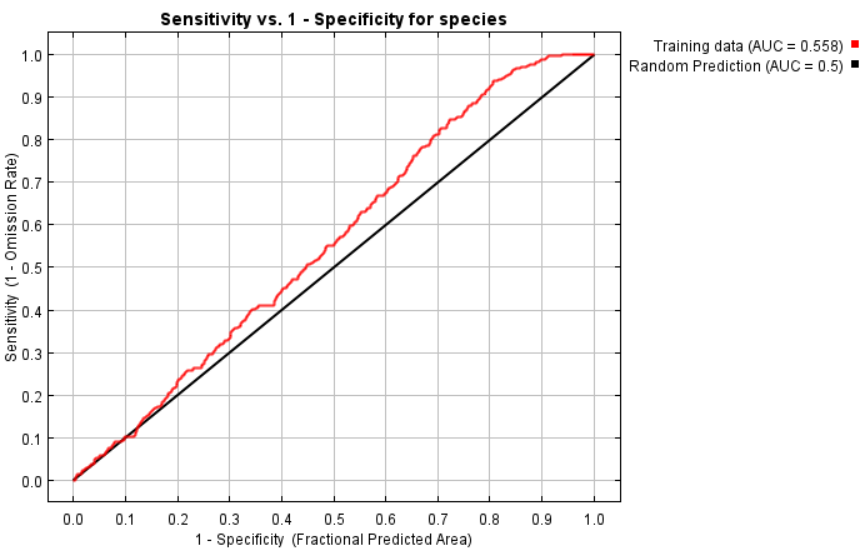 Sensitivity vs. 1 - Specificity for species
Training data (AUC = 0.558)
Random Prediction (AUC = 0.5)
Sensitivity (1 - Omission Rate)
1.0
0.9
0.8
0.7
0.6
0.5
0.4
0.3
0.2
0.1
0.0
0.0 0.1 0.2 0.3 0.4 0.5 0.6 0.7 0.8 0.9 1.0
1 - Specificity (Fractional Predicted Area)